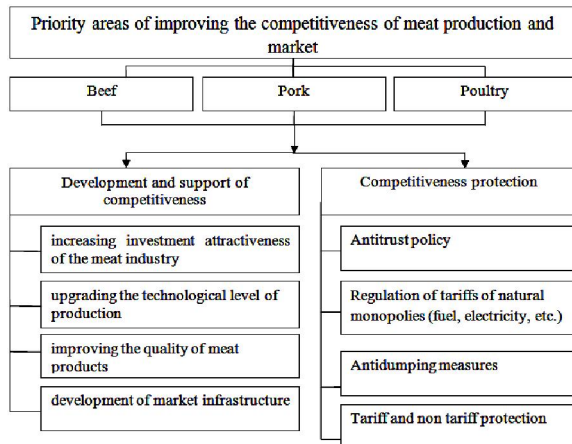 Priority areas of improving the competitiveness of meat production and
market
Beef
Pork
Poultry
Development and support of
competitiveness
increasing investment attractiveness
of the meat industry
upgrading the technological level of
production
improving the quality of meat
products
development of market infrastructure
Competitiveness protection
Antitrust policy
Regulation of tariffs of natural
monopolies (fuel, electricity, etc.)
Antidumping measures
Tariff and non tariff protection